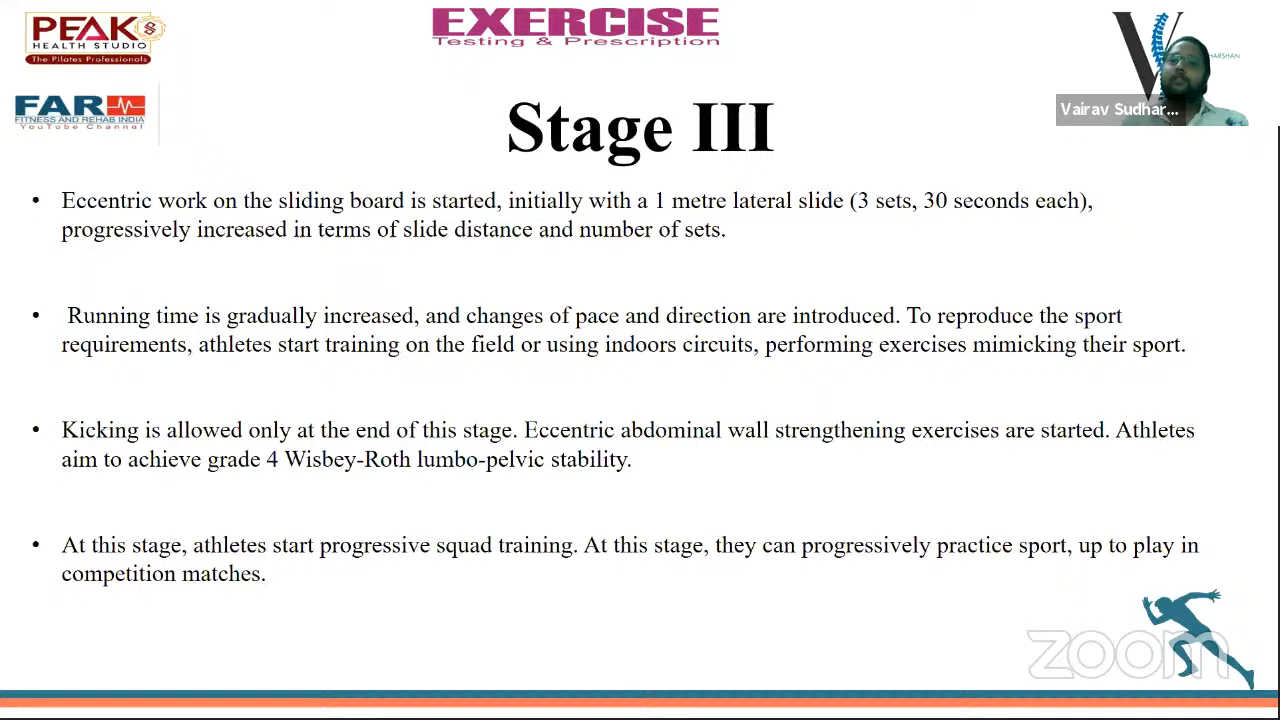 PEAK
HEALTH STUDIO
The Pilates Professionals
EXERCISE
Testing & Prescription
HARSHAN
FAR
FITNESS AND REHAB INDIA
YouTube Channel
Vairav Sudhar...
Stage III
• Eccentric work on the sliding board is started, initially with a 1 metre lateral slide (3 sets, 30 seconds each),
progressively increased in terms of slide distance and number of sets.
• Running time is gradually increased, and changes of pace and direction are introduced. To reproduce the sport
requirements, athletes start training on the field or using indoors circuits, performing exercises mimicking their sport.
• Kicking is allowed only at the end of this stage. Eccentric abdominal wall strengthening exercises are started. Athletes
aim to achieve grade 4 Wisbey-Roth lumbo-pelvic stability.
• At this stage, athletes start progressive squad training. At this stage, they can progressively practice sport, up to play in
competition matches.
zoom